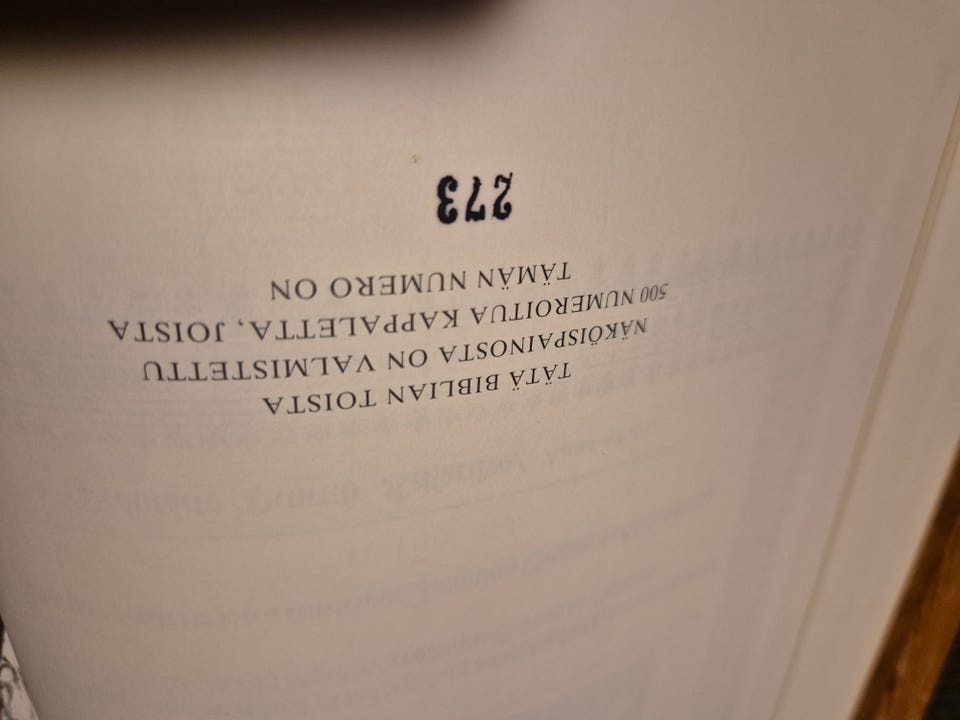 TÄTÄ BIBLIAN TOISTA
NÄKÖISPAINOSTA ON VALMISTETTU
500 NUMEROITUA KAPPALETTA, JOISTA
TÄMÄN NUMERO ON
273